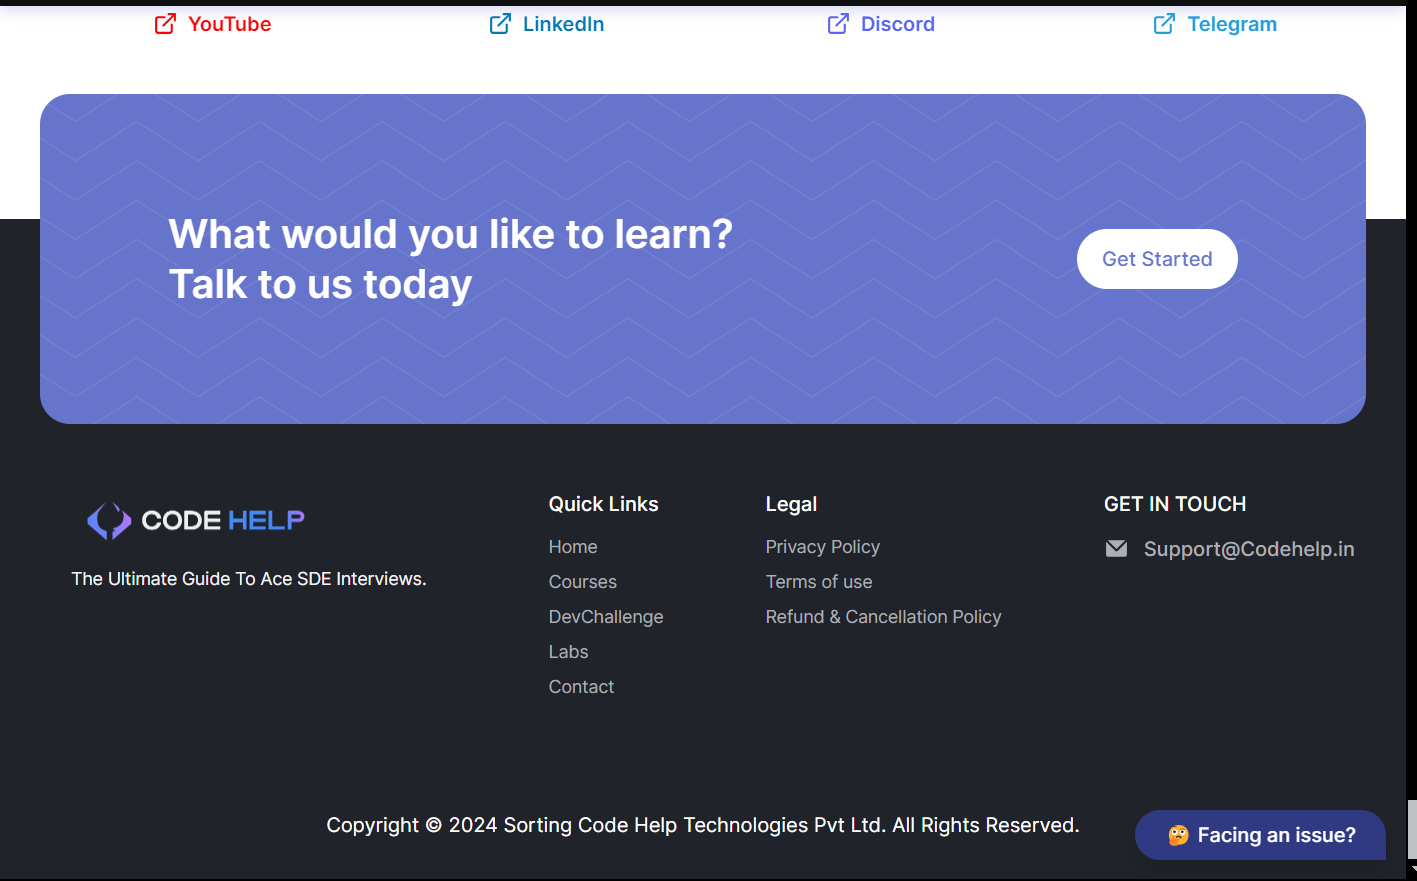 YouTube
LinkedIn
Discord
Telegram
What would you like to learn?
Talk to us today
Get Started
CODE HELP
The Ultimate Guide To Ace SDE Interviews.
Quick Links
Home
Courses
DevChallenge
Labs
Contact
Legal
Privacy Policy
Terms of use
Refund & Cancellation Policy
GET IN TOUCH
Support@Codehelp.in
Copyright © 2024 Sorting Code Help Technologies Pvt Ltd. All Rights Reserved.
Facing an issue?